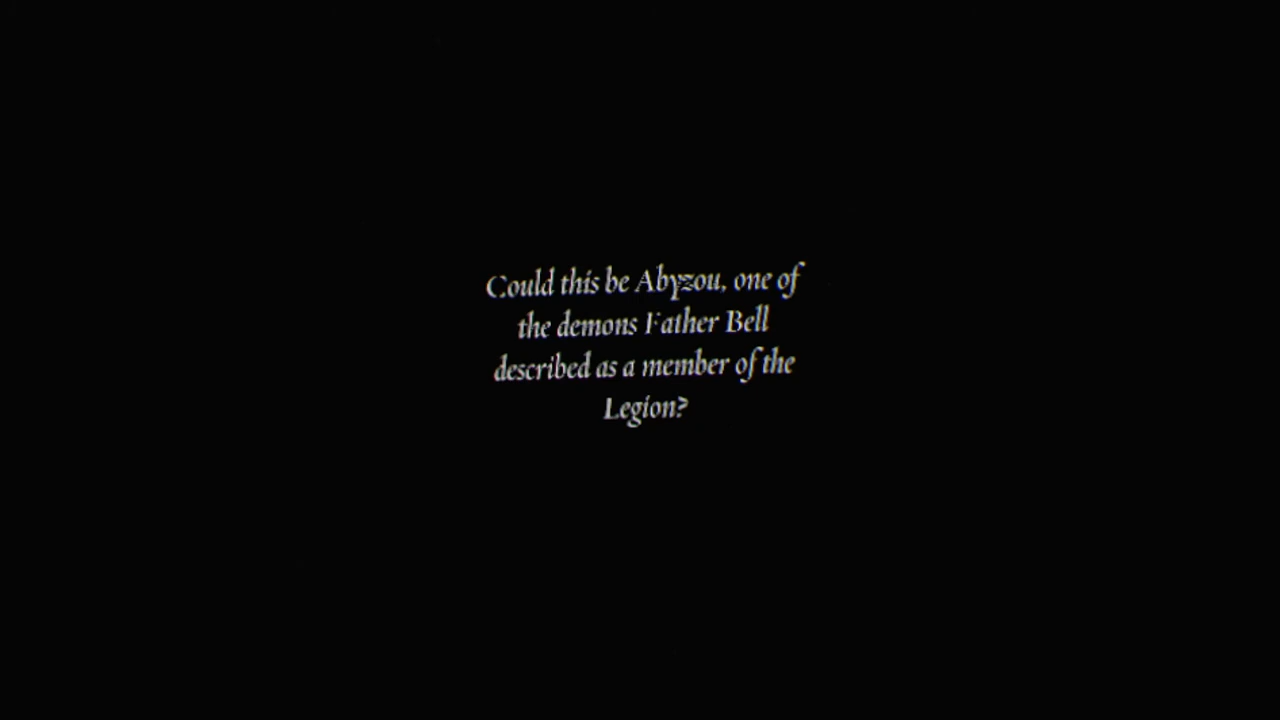 Could this be Abyzou, one of
the demons Father Bell
described as a member of the
Legion?